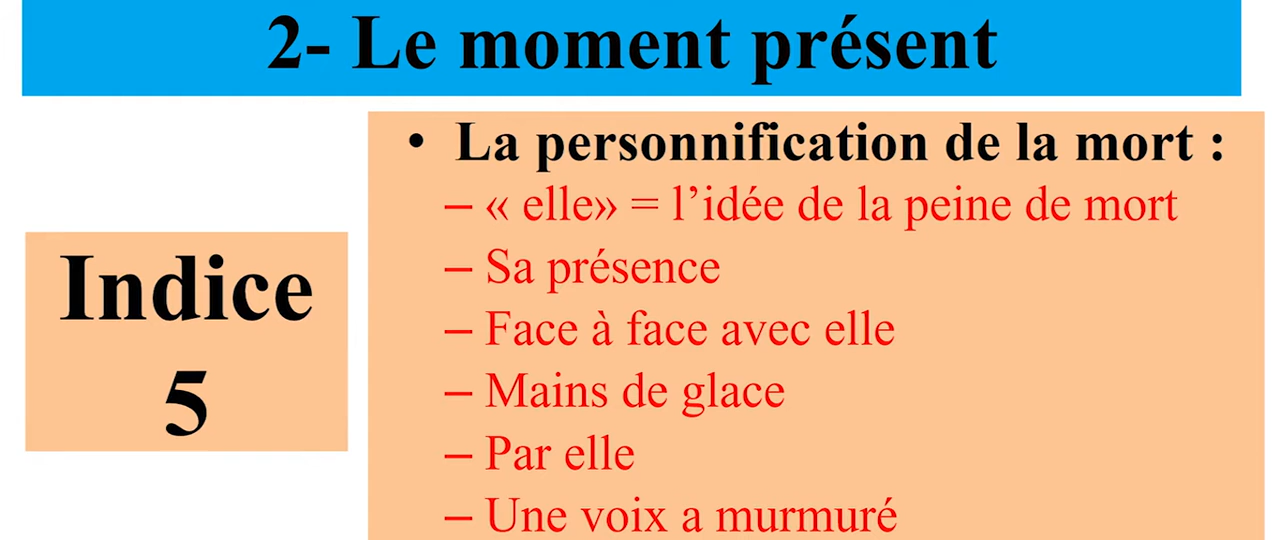 2- Le moment présent
Indice
5
• La personnification de la mort :
– « elle» = l’idée de la peine de mort
– Sa présence
– Face à face avec elle
– Mains de glace
– Par elle
– Une voix a murmuré